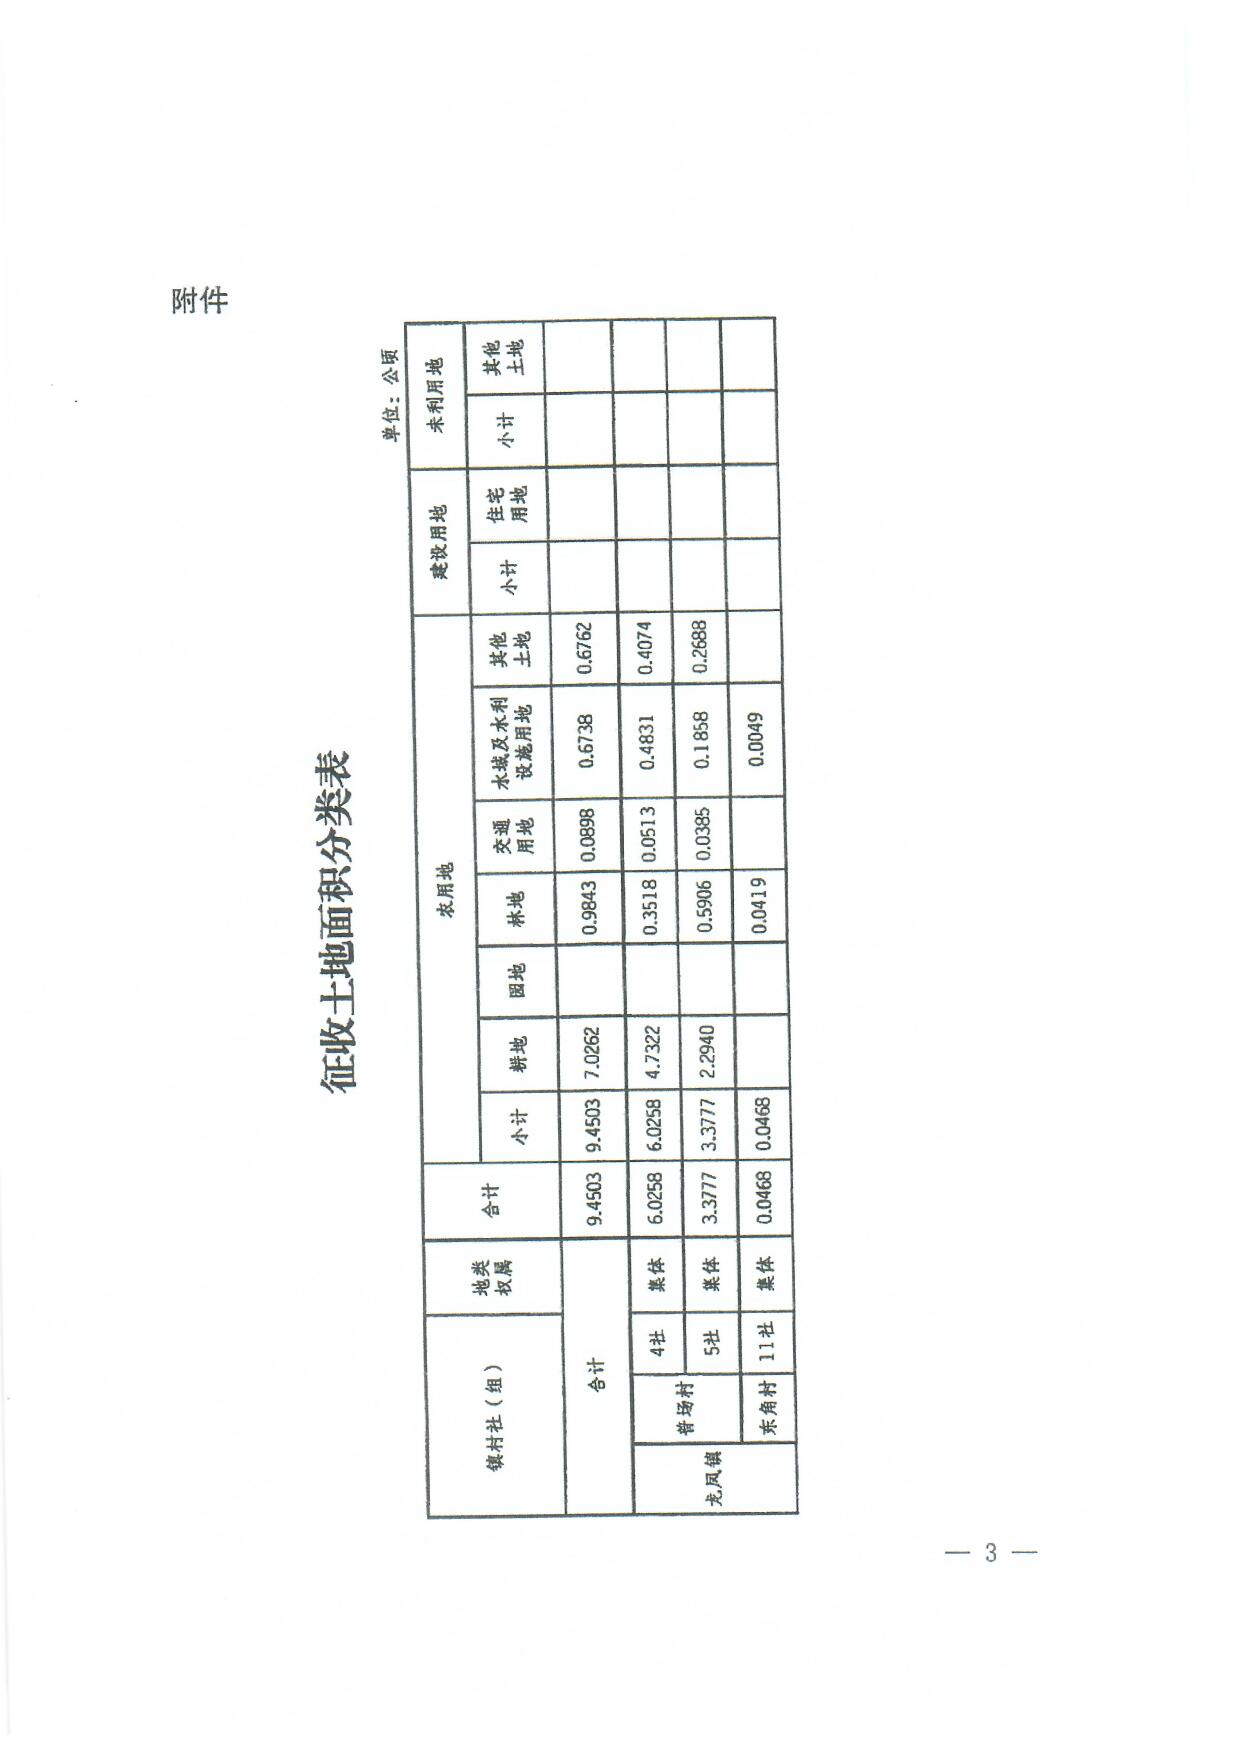 附件
征收土地面积分类表
单位：公顷
镇村社（组） 地类权属 合计 农用地 建设用地 未利用地
小计 耕地 园地 林地 交通用地 水域及水利设施用地 其他土地 小计 住宅用地 小计 其他土地
合计 9.4503 9.4503 7.0262 0.9843 0.0898 0.6738 0.6762
龙凤镇 普场村 4社 集体 6.0258 6.0258 4.7322 0.3518 0.0513 0.4831 0.4074
5社 集体 3.3777 3.3777 2.2940 0.5906 0.0385 0.1858 0.2688
东角村 11社 集体 0.0468 0.0468 0.0419 0.0049
— 3 —